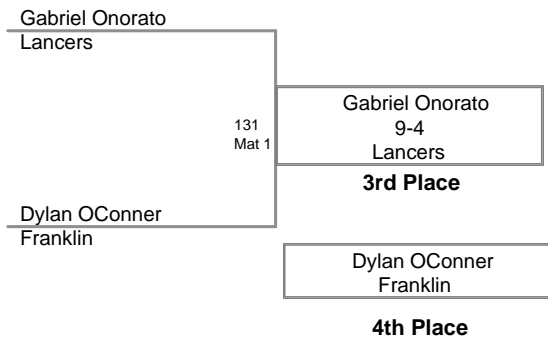 Gabriel Onorato
Lancers
131
Mat 1
Gabriel Onorato
9-4
Lancers
3rd Place
Dylan OConner
Franklin
Dylan OConner
Franklin
4th Place